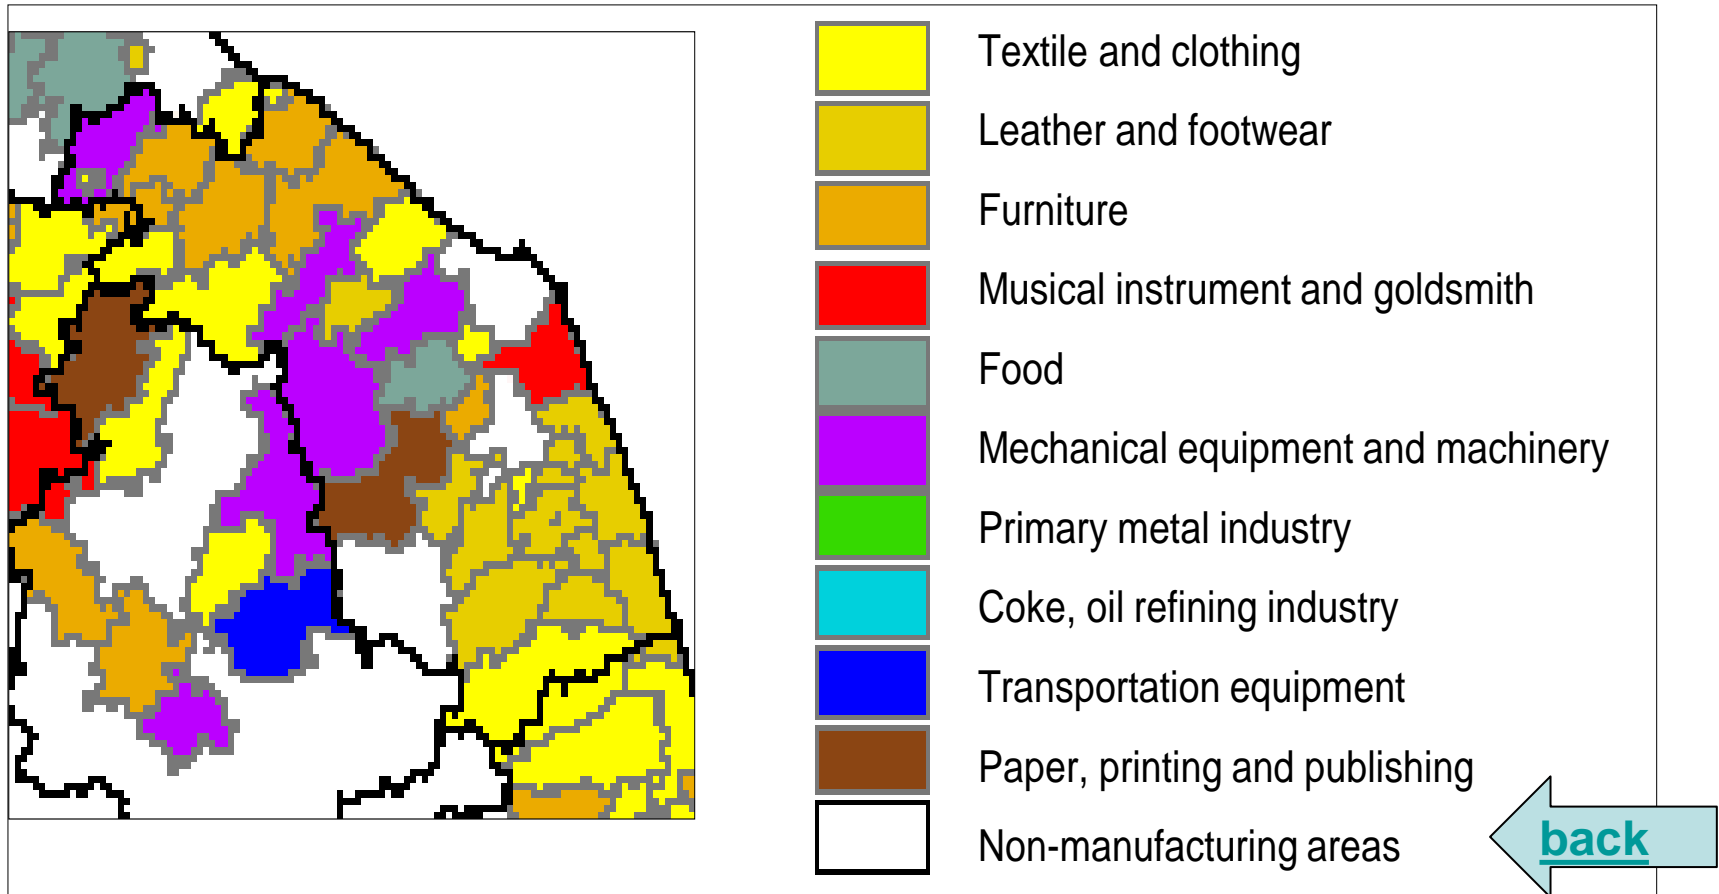 Textile and clothing
Leather and footwear
Furniture
Musical instrument and goldsmith
Food
Mechanical equipment and machinery
Primary metal industry
Coke, oil refining industry
Transportation equipment
Paper, printing and publishing
Non-manufacturing areas
back